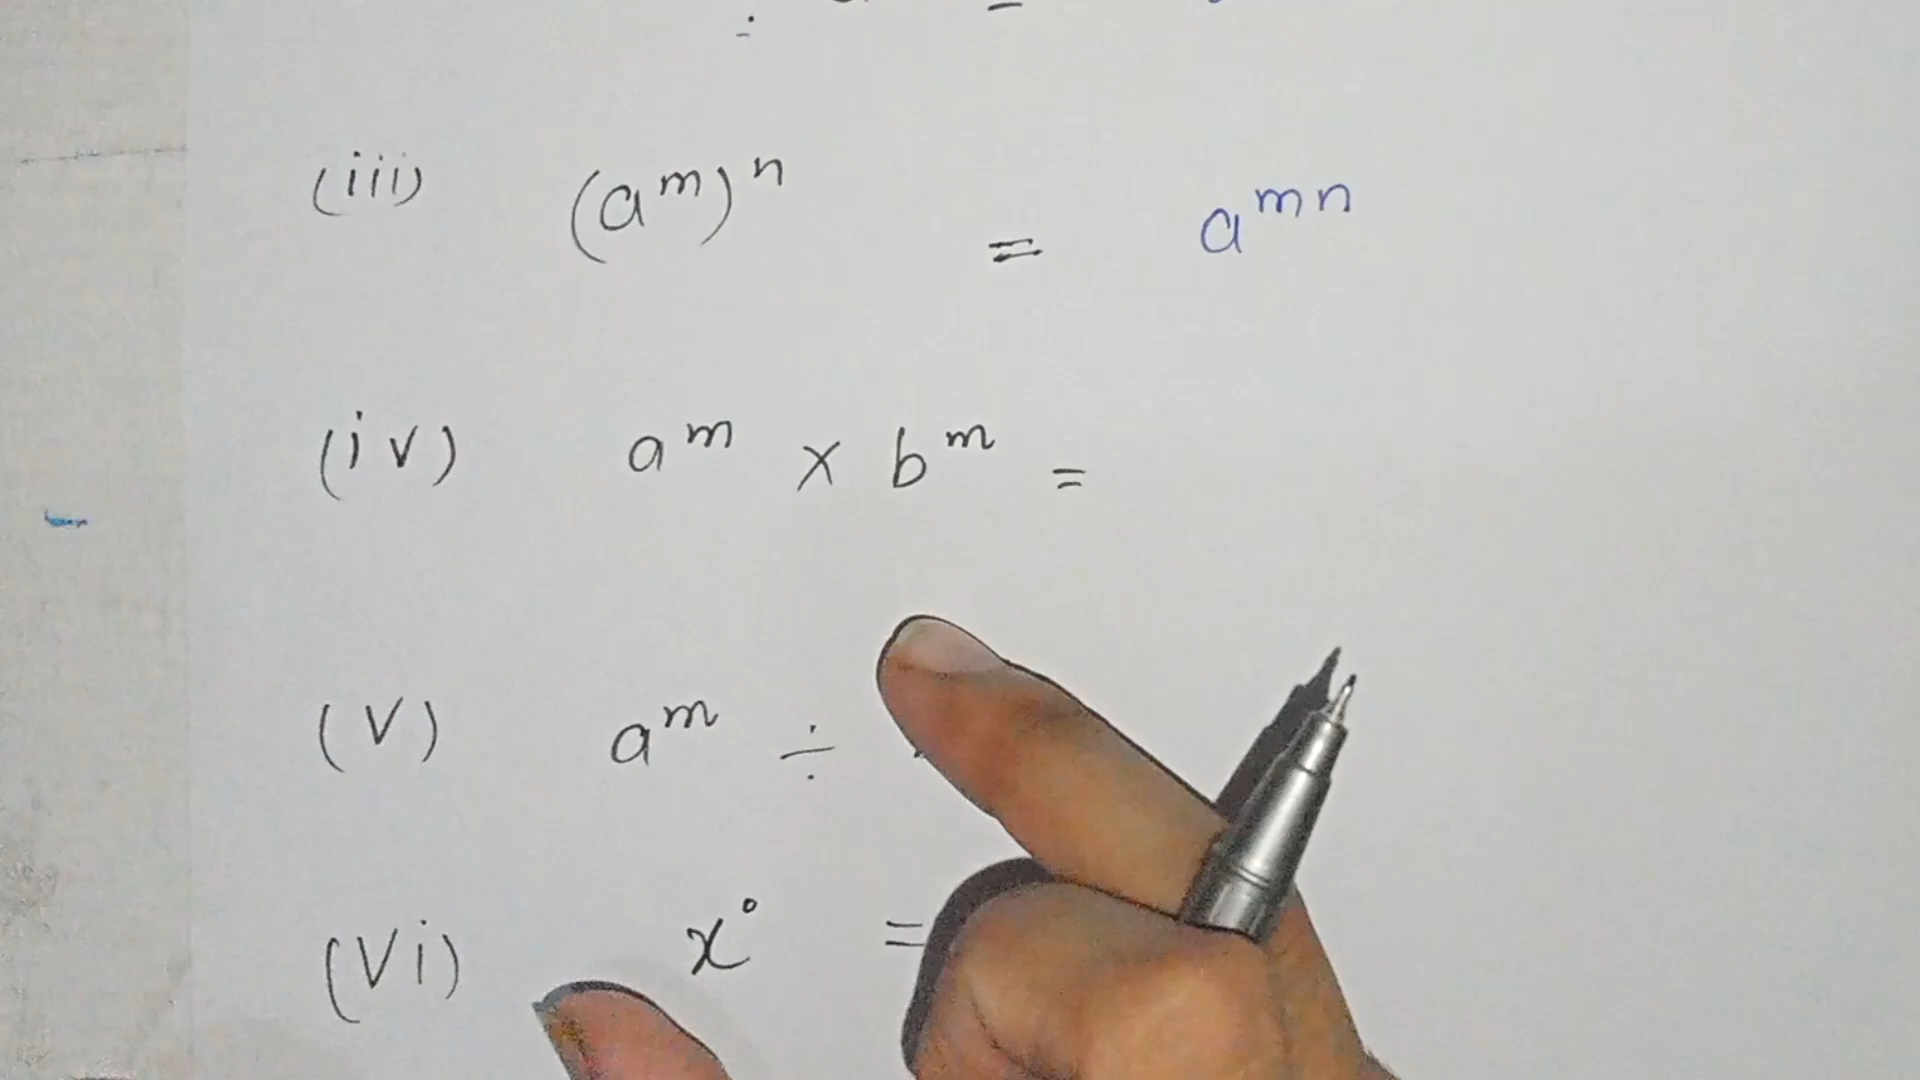 ÷ =
(iii) (a^m)^n = a^mn
(iv) a^m × b^m =
(v) a^m ÷
(vi) x° =